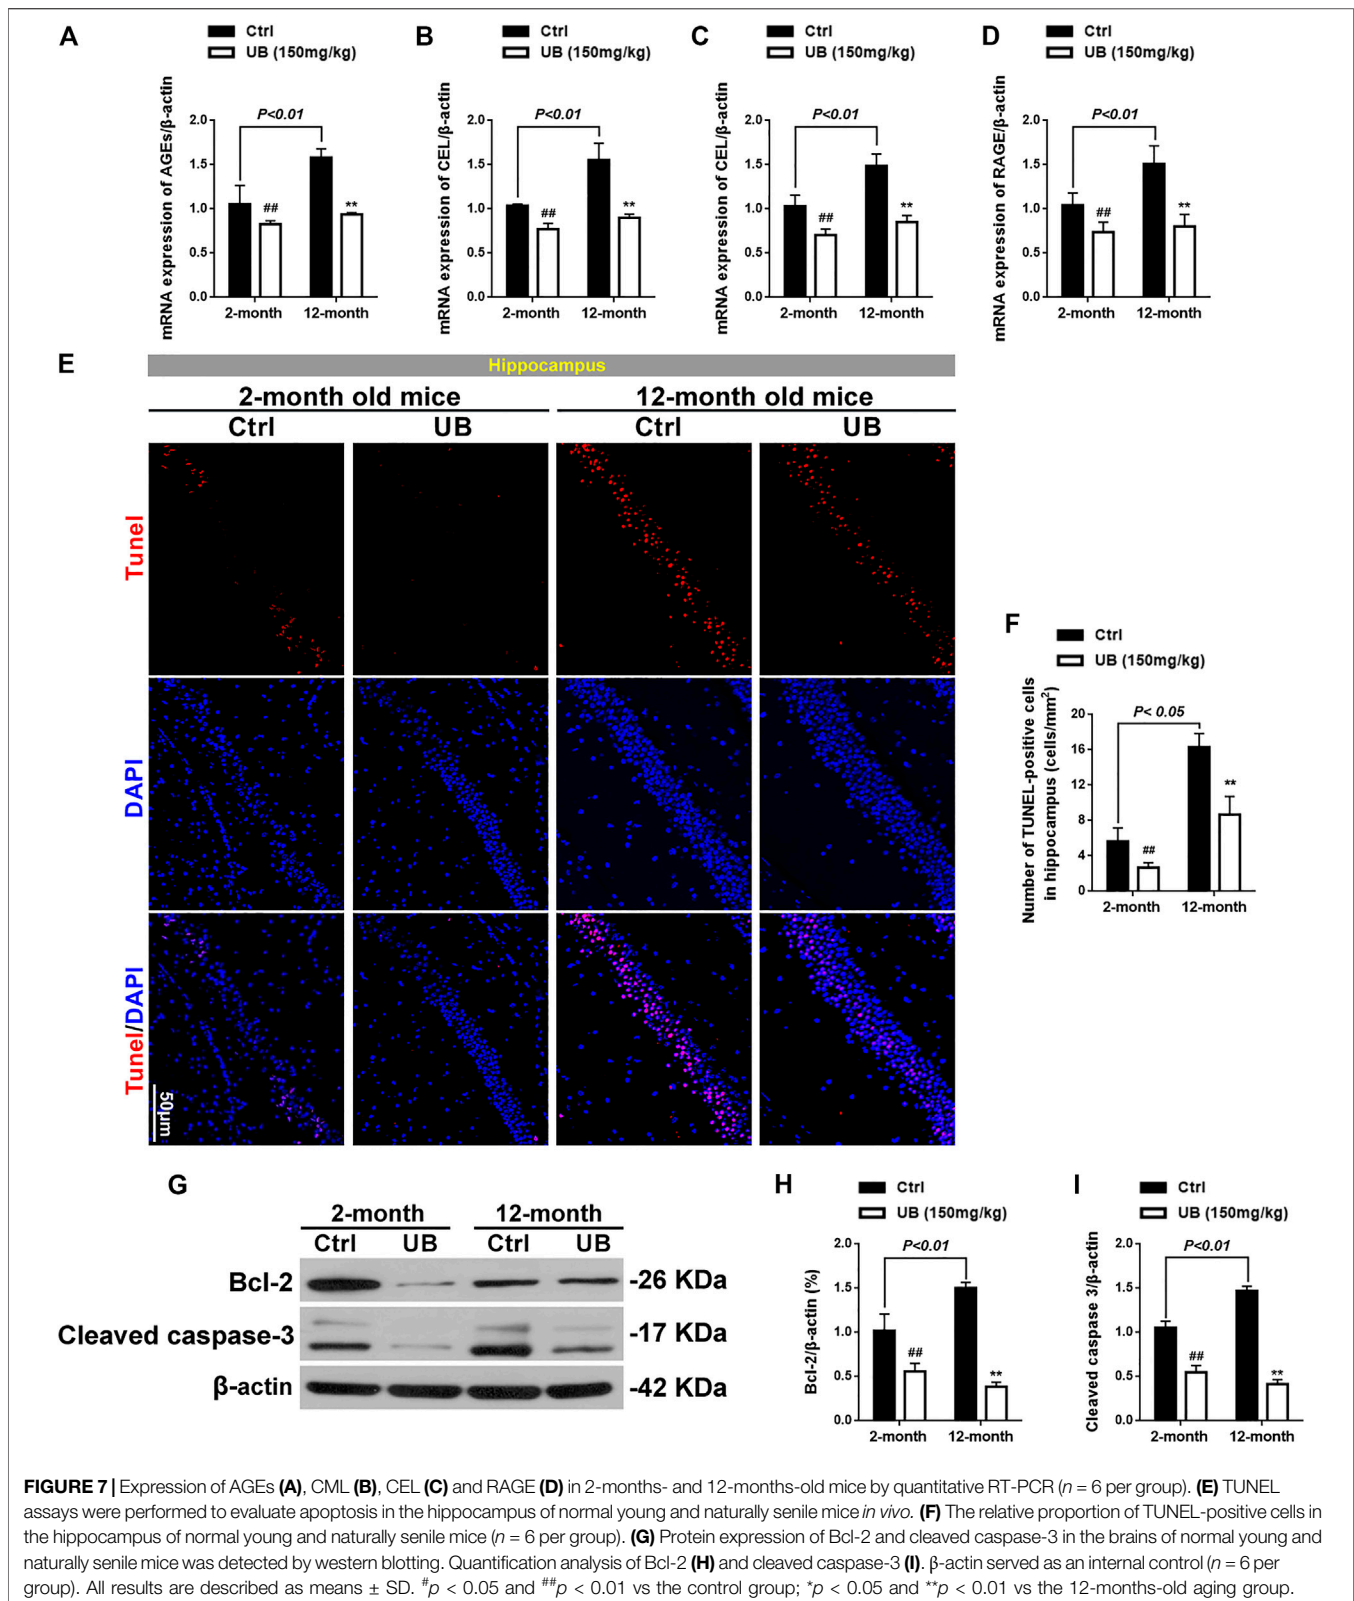 A
Ctrl
UB (150mg/kg)
mRNA expression of AGEs/β-actin
P<0.01
2.0
1.5
1.0
0.5
0.0
##
**
2-month 12-month
B
Ctrl
UB (150mg/kg)
mRNA expression of CEL/β-actin
P<0.01
2.0
1.5
1.0
0.5
0.0
##
**
2-month 12-month
C
Ctrl
UB (150mg/kg)
mRNA expression of CEL/β-actin
P<0.01
2.0
1.5
1.0
0.5
0.0
##
**
2-month 12-month
D
Ctrl
UB (150mg/kg)
mRNA expression of RAGE/β-actin
P<0.01
2.0
1.5
1.0
0.5
0.0
##
**
2-month 12-month
E
Hippocampus
2-month old mice 12-month old mice
Ctrl UB Ctrl UB
Tunel
DAPI
Tunel/DAPI
50μm
F
Ctrl
UB (150mg/kg)
Number of TUNEL-positive cells
in hippocampus (cells/mm²)
P< 0.05
20
16
12
8
4
0
##
**
2-month 12-month
G
2-month 12-month
Ctrl UB Ctrl UB
Bcl-2 -26 KDa
Cleaved caspase-3 -17 KDa
β-actin -42 KDa
H
Ctrl
UB (150mg/kg)
Bcl-2/β-actin (%)
P<0.01
2.0
1.5
1.0
0.5
0.0
##
**
2-month 12-month
I
Ctrl
UB (150mg/kg)
Cleaved caspase 3/β-actin
P<0.01
2.0
1.5
1.0
0.5
0.0
##
**
2-month 12-month
FIGURE 7 | Expression of AGEs (A), CML (B), CEL (C) and RAGE (D) in 2-months- and 12-months-old mice by quantitative RT-PCR (n = 6 per group). (E) TUNEL
assays were performed to evaluate apoptosis in the hippocampus of normal young and naturally senile mice in vivo. (F) The relative proportion of TUNEL-positive cells in
the hippocampus of normal young and naturally senile mice (n = 6 per group). (G) Protein expression of Bcl-2 and cleaved caspase-3 in the brains of normal young and
naturally senile mice was detected by western blotting. Quantification analysis of Bcl-2 (H) and cleaved caspase-3 (I). β-actin served as an internal control (n = 6 per
group). All results are described as means ± SD. #p < 0.05 and ##p < 0.01 vs the control group; *p < 0.05 and **p < 0.01 vs the 12-months-old aging group.